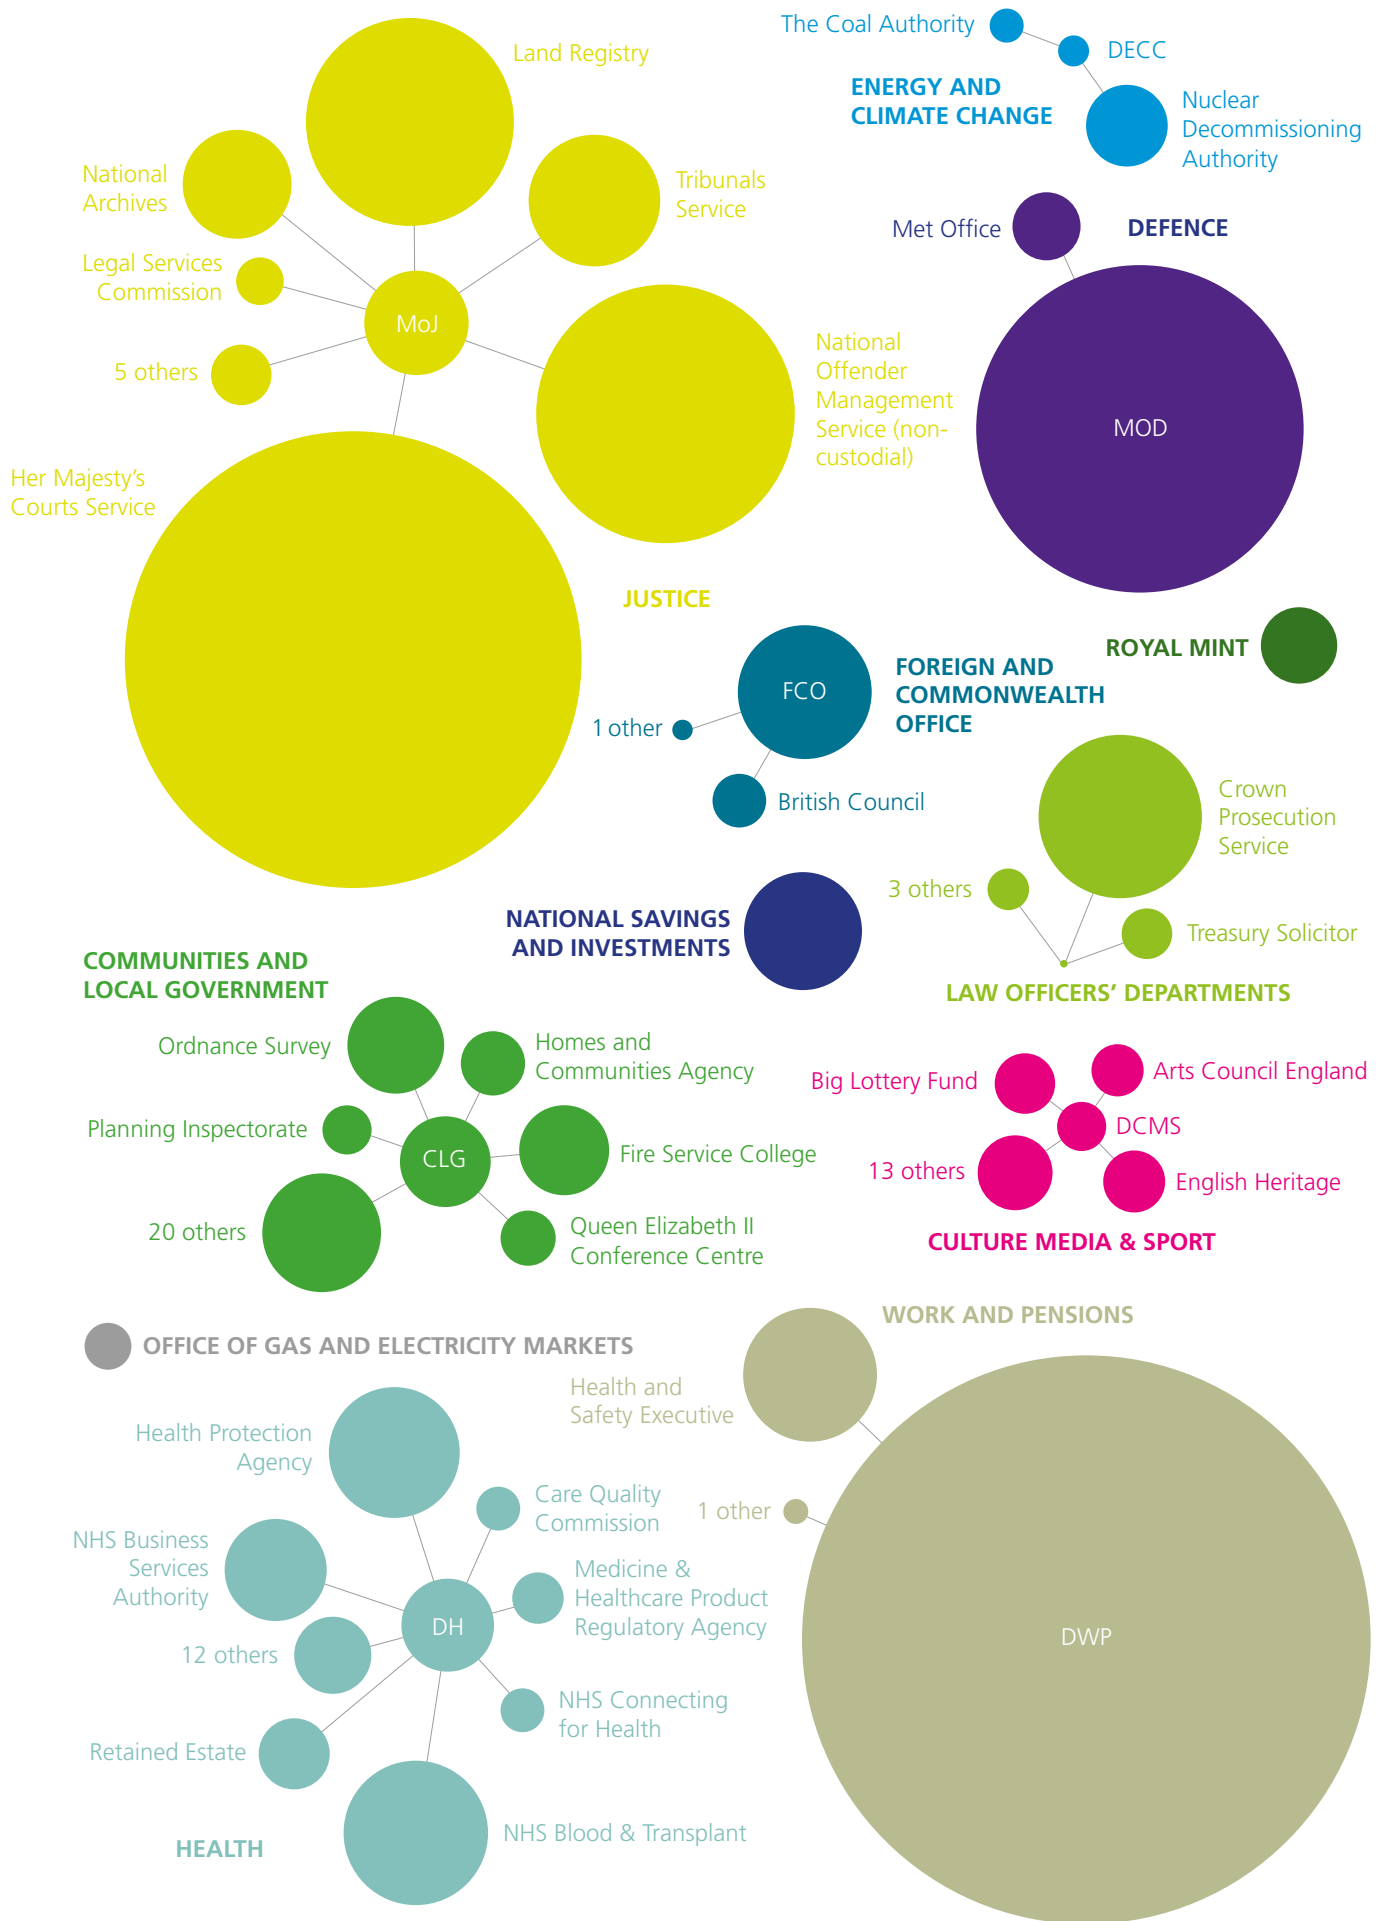 The Coal Authority
DECC
ENERGY AND
CLIMATE CHANGE
Nuclear
Decommissioning
Authority
Land Registry
National
Archives
Tribunals
Service
Legal Services
Commission
MoJ
5 others
National
Offender
Management
Service (non-
custodial)
Her Majesty’s
Courts Service
JUSTICE
Met Office
DEFENCE
MOD
ROYAL MINT
FCO
FOREIGN AND
COMMONWEALTH
OFFICE
1 other
British Council
Crown
Prosecution
Service
3 others
Treasury Solicitor
LAW OFFICERS’ DEPARTMENTS
NATIONAL SAVINGS
AND INVESTMENTS
COMMUNITIES AND
LOCAL GOVERNMENT
Ordnance Survey
Homes and
Communities Agency
Planning Inspectorate
CLG
Fire Service College
20 others
Queen Elizabeth II
Conference Centre
Big Lottery Fund
Arts Council England
DCMS
13 others
English Heritage
CULTURE MEDIA & SPORT
OFFICE OF GAS AND ELECTRICITY MARKETS
WORK AND PENSIONS
Health and
Safety Executive
1 other
DWP
Health Protection
Agency
Care Quality
Commission
NHS Business
Services
Authority
Medicine &
Healthcare Product
Regulatory Agency
DH
12 others
NHS Connecting
for Health
Retained Estate
NHS Blood & Transplant
HEALTH